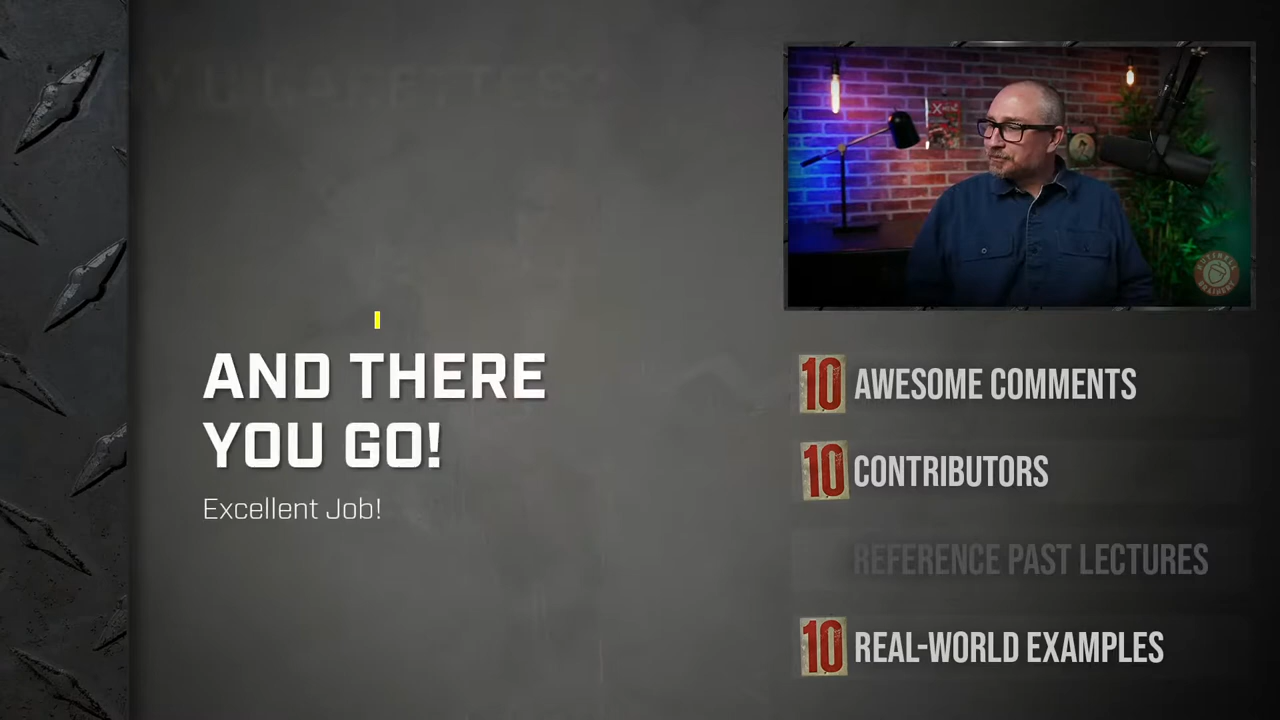 AND THERE
YOU GO!
Excellent Job!
10 AWESOME COMMENTS
10 CONTRIBUTORS
REFERENCE PAST LECTURES
10 REAL-WORLD EXAMPLES